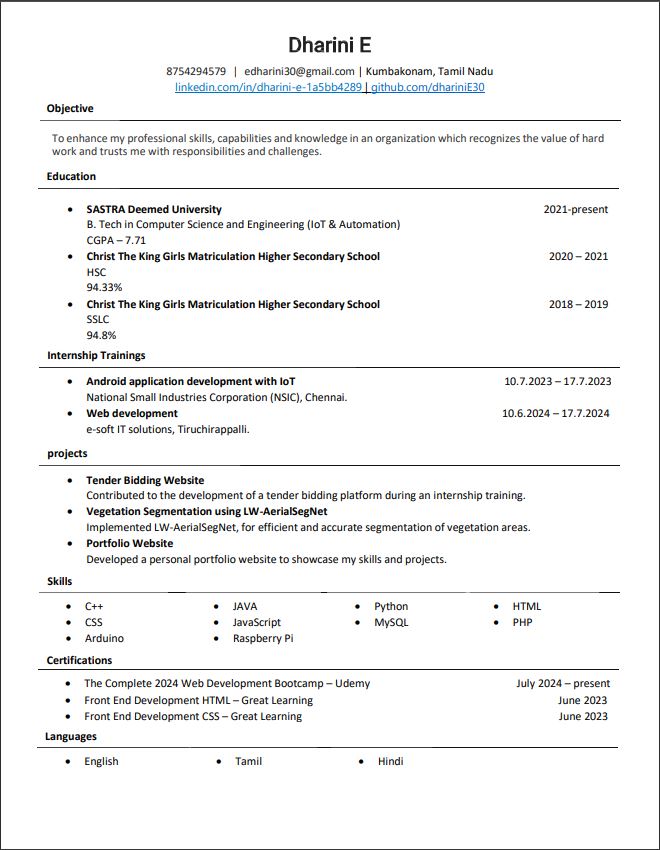 Dharini E
8754294579 | edharini30@gmail.com | Kumbakonam, Tamil Nadu
linkedin.com/in/dharini-e-1a5bb4289 | github.com/dhariniE30
Objective
To enhance my professional skills, capabilities and knowledge in an organization which recognizes the value of hard
work and trusts me with responsibilities and challenges.
Education
• SASTRA Deemed University 2021-present
B. Tech in Computer Science and Engineering (IoT & Automation)
CGPA – 7.71
• Christ The King Girls Matriculation Higher Secondary School 2020 – 2021
HSC
94.33%
• Christ The King Girls Matriculation Higher Secondary School 2018 – 2019
SSLC
94.8%
Internship Trainings
• Android application development with IoT 10.7.2023 – 17.7.2023
National Small Industries Corporation (NSIC), Chennai.
• Web development 10.6.2024 – 17.7.2024
e-soft IT solutions, Tiruchirappalli.
projects
• Tender Bidding Website
Contributed to the development of a tender bidding platform during an internship training.
• Vegetation Segmentation using LW-AerialSegNet
Implemented LW-AerialSegNet, for efficient and accurate segmentation of vegetation areas.
• Portfolio Website
Developed a personal portfolio website to showcase my skills and projects.
Skills
• C++ • JAVA • Python • HTML
• CSS • JavaScript • MySQL • PHP
• Arduino • Raspberry Pi
Certifications
• The Complete 2024 Web Development Bootcamp – Udemy July 2024 – present
• Front End Development HTML – Great Learning June 2023
• Front End Development CSS – Great Learning June 2023
Languages
• English • Tamil • Hindi